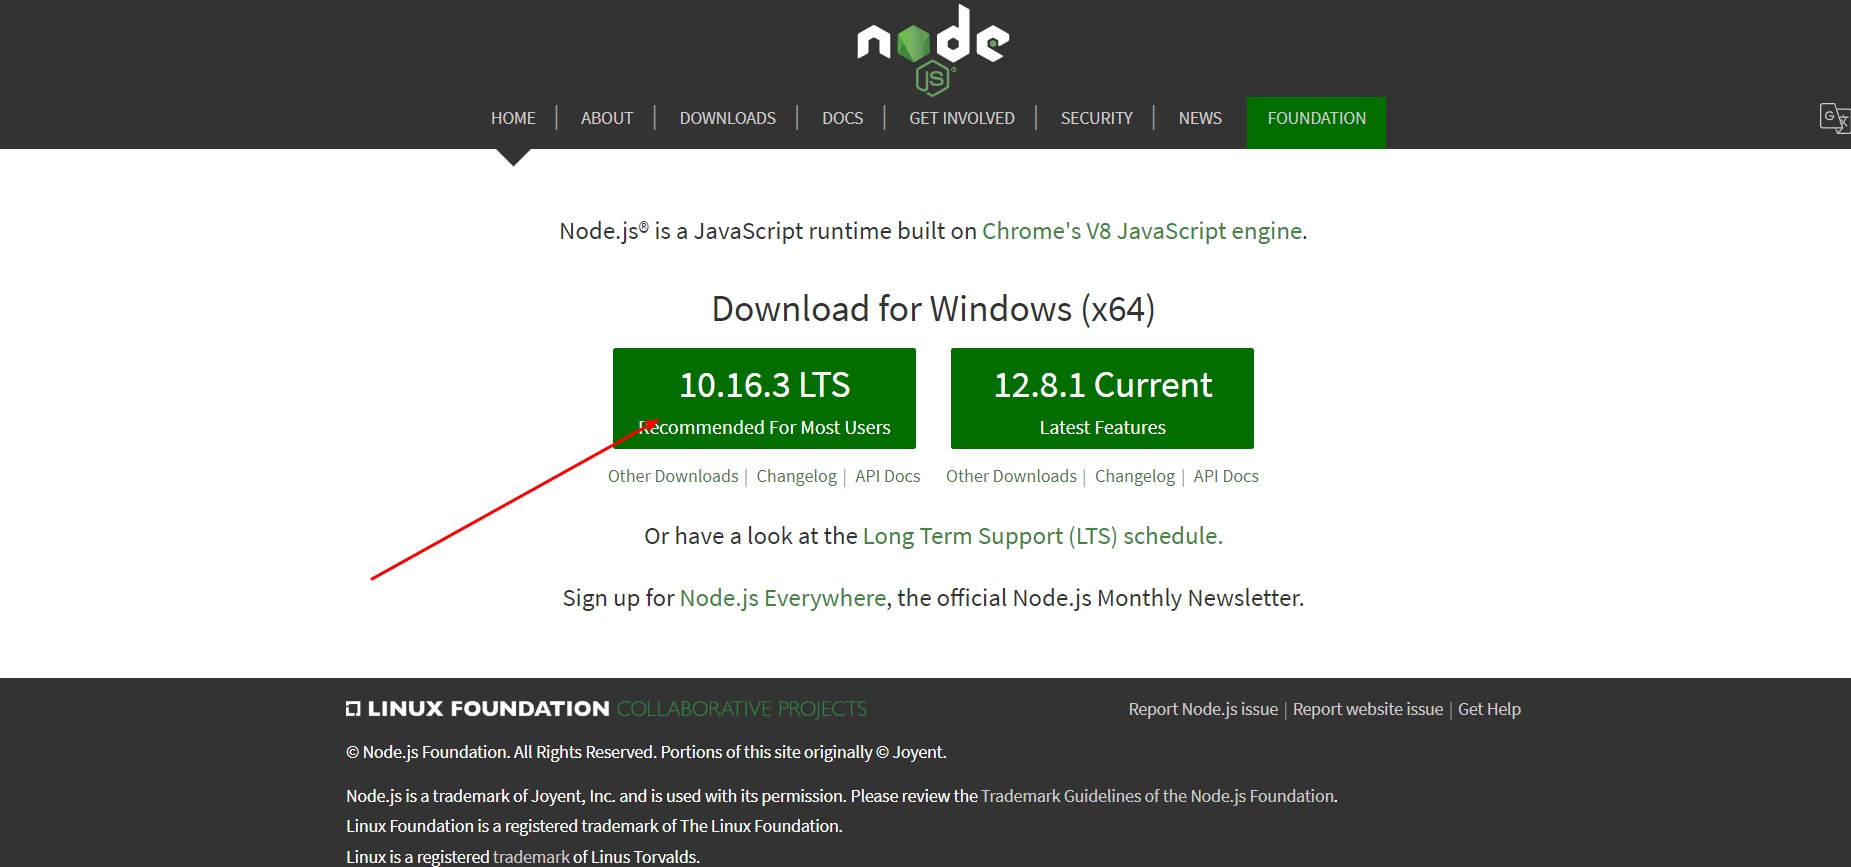 node
JS®
HOME | ABOUT | DOWNLOADS | DOCS | GET INVOLVED | SECURITY | NEWS FOUNDATION
Node.js® is a JavaScript runtime built on Chrome's V8 JavaScript engine.
Download for Windows (x64)
10.16.3 LTS
Recommended For Most Users
12.8.1 Current
Latest Features
Other Downloads | Changelog | API Docs
Other Downloads | Changelog | API Docs
Or have a look at the Long Term Support (LTS) schedule.
Sign up for Node.js Everywhere, the official Node.js Monthly Newsletter.
LINUX FOUNDATION COLLABORATIVE PROJECTS
Report Node.js issue | Report website issue | Get Help
© Node.js Foundation. All Rights Reserved. Portions of this site originally © Joyent.
Node.js is a trademark of Joyent, Inc. and is used with its permission. Please review the Trademark Guidelines of the Node.js Foundation.
Linux Foundation is a registered trademark of The Linux Foundation.
Linux is a registered trademark of Linus Torvalds.